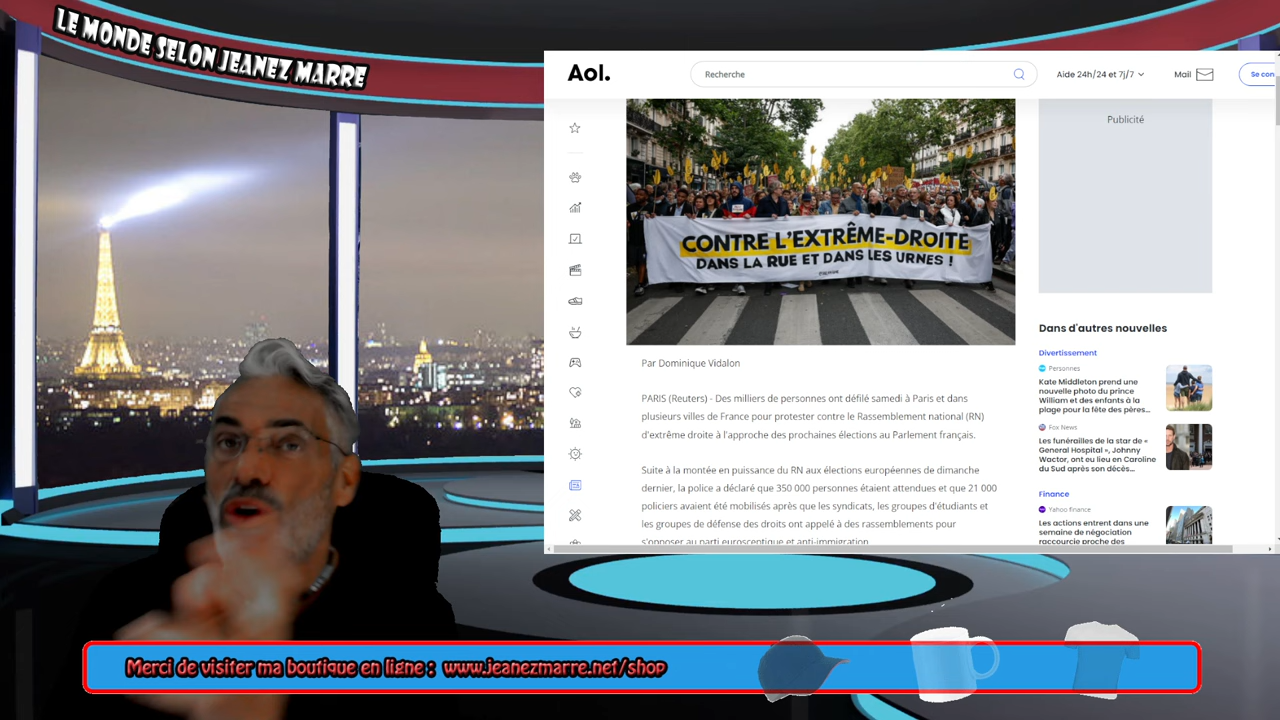 LE MONDE SELON JEANEZ MARRE
Aol.
Recherche
Aide 24h/24 et 7j/7
Mail
Se con
CONTRE L'EXTRÊME-DROITE
DANS LA RUE ET DANS LES URNES !
Par Dominique Vidalon
PARIS (Reuters) - Des milliers de personnes ont défilé samedi à Paris et dans
plusieurs villes de France pour protester contre le Rassemblement national (RN)
d'extrême droite à l'approche des prochaines élections au Parlement français.
Suite à la montée en puissance du RN aux élections européennes de dimanche
dernier, la police a déclaré que 350 000 personnes étaient attendues et que 21 000
policiers avaient été mobilisés après que les syndicats, les groupes d'étudiants et
les groupes de défense des droits ont appelé à des rassemblements pour
s'opposer au parti eurosceptique et anti-immigration.
Publicité
Dans d'autres nouvelles
Divertissement
Personnes
Kate Middleton prend une
nouvelle photo du prince
William et des enfants à la
plage pour la fête des pères...
Fox News
Les funérailles de la star de «
General Hospital », Johnny
Wactor, ont eu lieu en Caroline
du Sud après son décès...
Finance
Yahoo finance
Les actions entrent dans une
semaine de négociation
raccourcie proche des
Merci de visiter ma boutique en ligne : www.jeanezmarre.net/shop